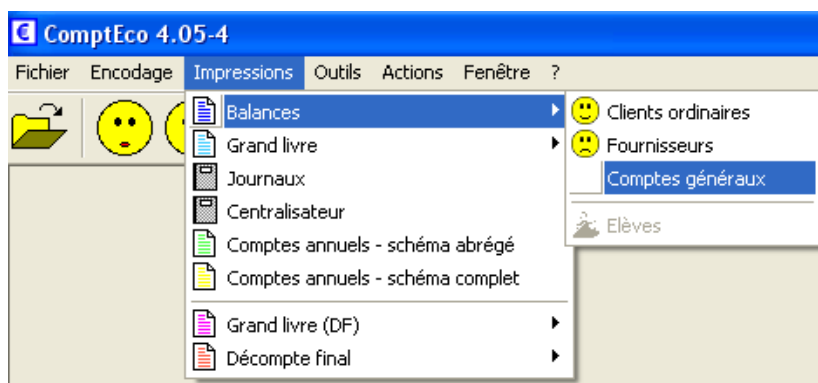 ComptEco 4.05-4
Fichier Encodage Impressions Outils Actions Fenêtre ?
Balances
Grand livre
Journaux
Centralisateur
Comptes annuels - schéma abrégé
Comptes annuels - schéma complet
Grand livre (DF)
Décompte final
Clients ordinaires
Fournisseurs
Comptes généraux
Elèves